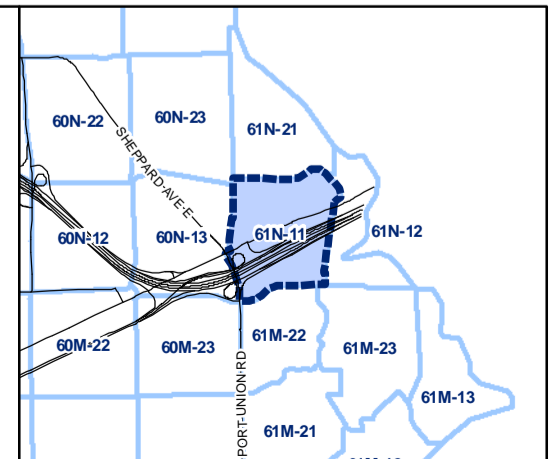 60N-22
60N-23
61N-21
SHEPPARD AVE E
60N-12
60N-13
61N-11
61N-12
60M-22
60M-23
61M-22
61M-23
61M-13
PORT UNION RD
61M-21